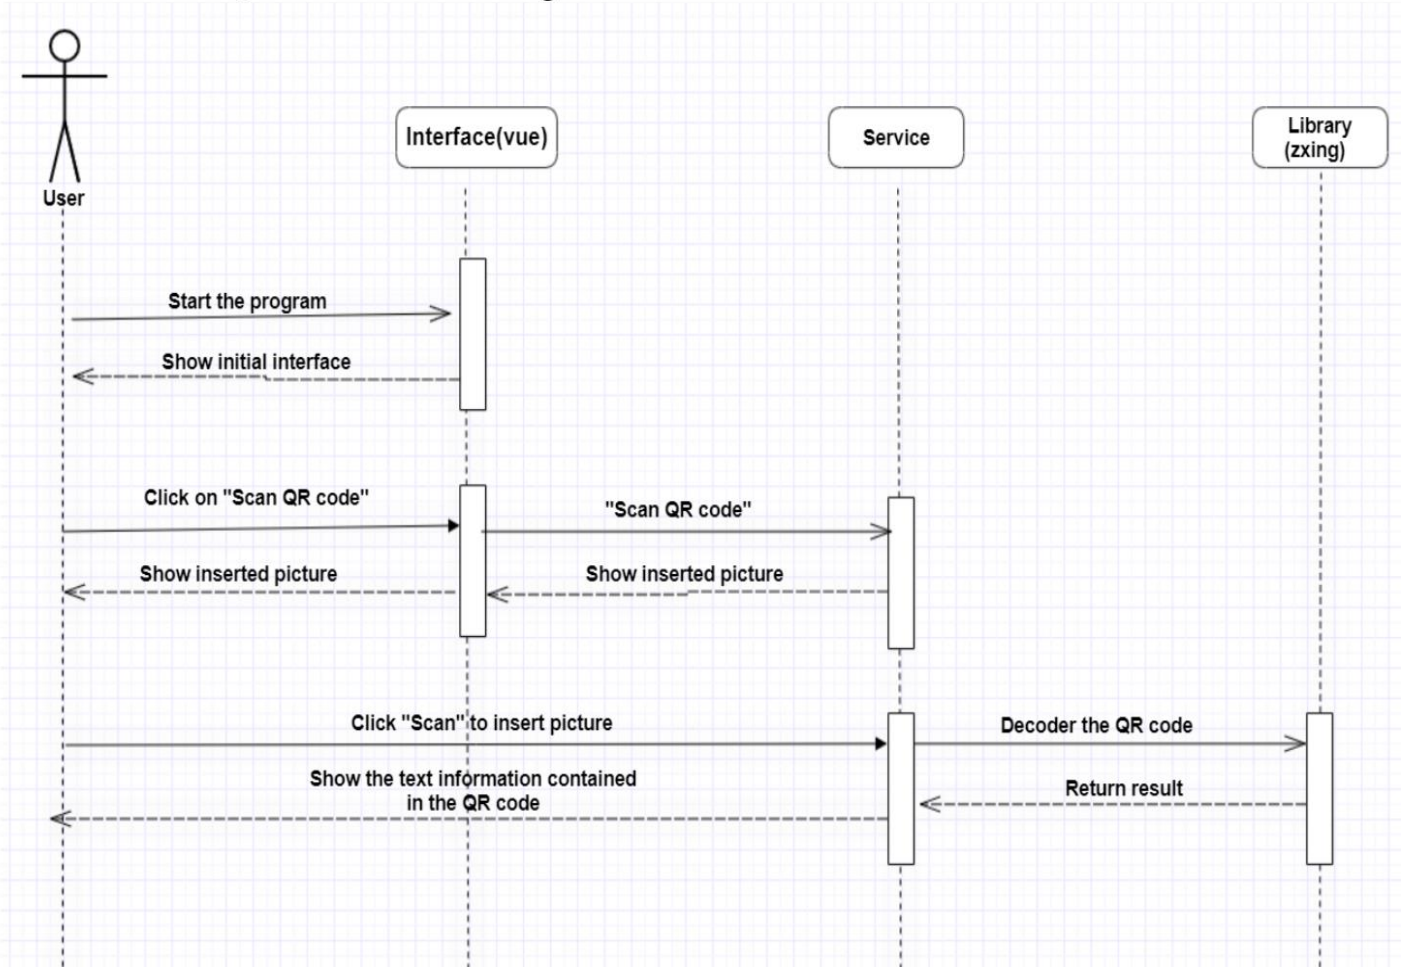 User
Interface(vue)
Service
Library
(zxing)
Start the program
Show initial interface
Click on "Scan QR code"
"Scan QR code"
Show inserted picture
Show inserted picture
Click "Scan" to insert picture
Decoder the QR code
Show the text information contained
in the QR code
Return result